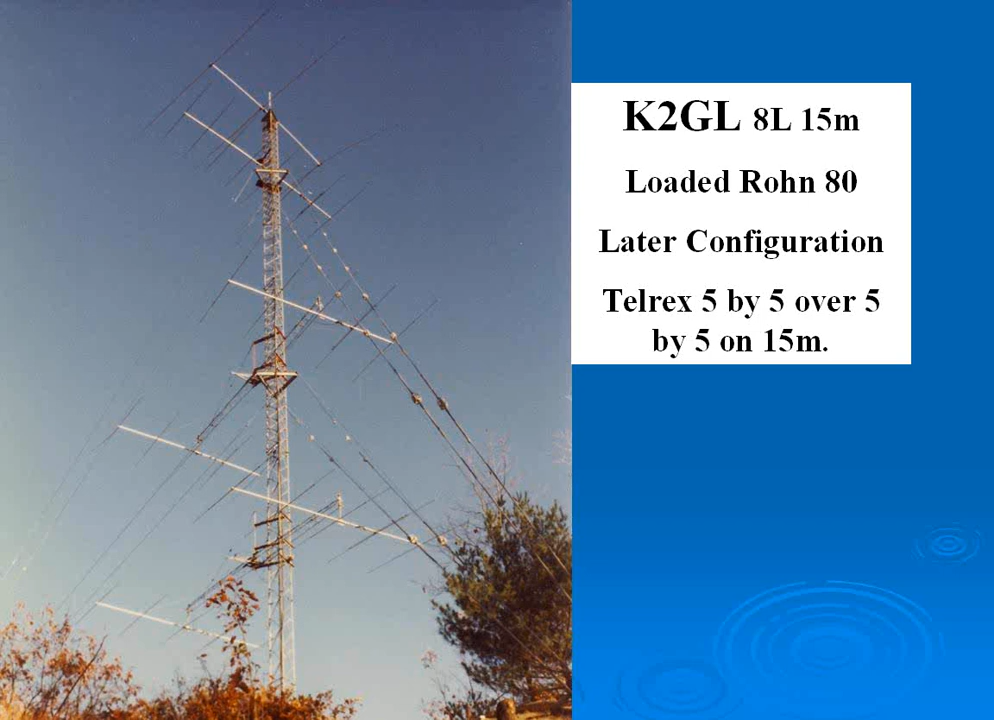 K2GL 8L 15m
Loaded Rohn 80
Later Configuration
Telrex 5 by 5 over 5
by 5 on 15m.